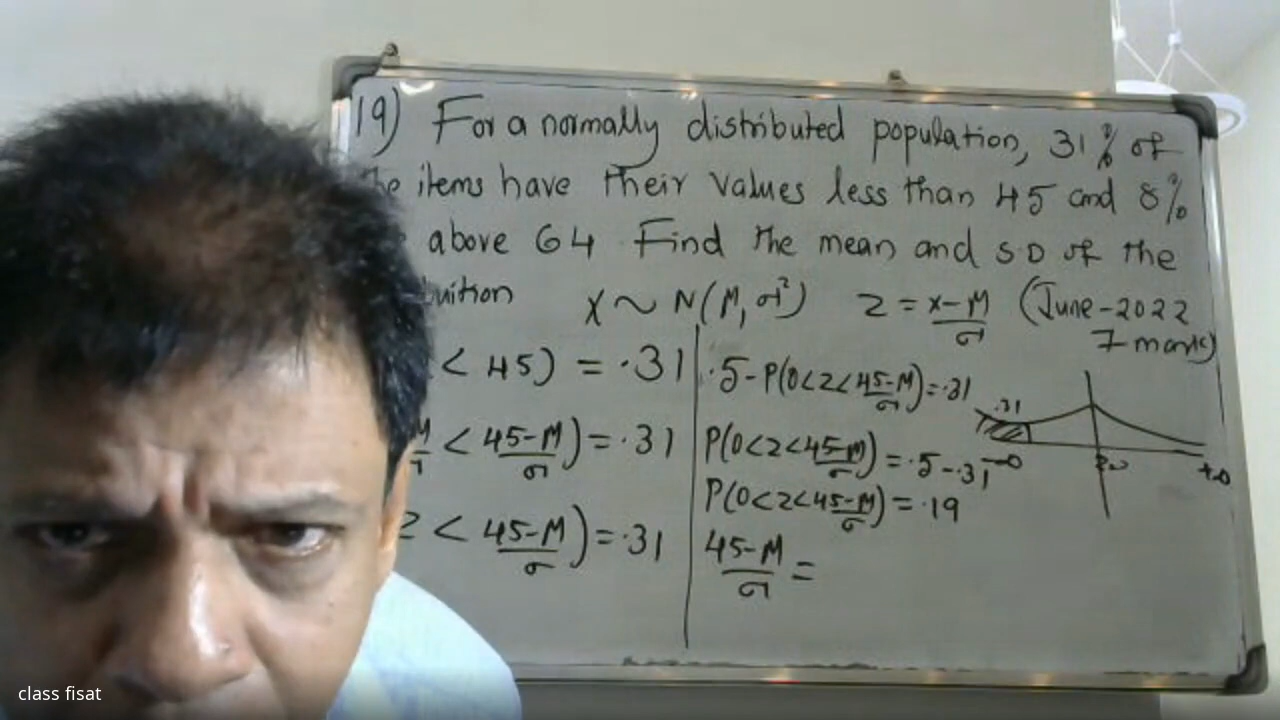 19) For a normally distributed population, 31% of
the items have their values less than 45 and 8%
above 64. Find the mean and S.D of the
bution X ~ N(M, σ²) Z = X-M/σ (June-2022
7 marks)
< 45) = .31
M/σ < 45-M/σ) = .31
Z < 45-M/σ) = .31
.5-P(0<Z<45-M/σ)=.31
P(0<Z<45-M/σ) = .5-.31
P(0<Z<45-M/σ) = .19
45-M/σ =
.31
class fisat